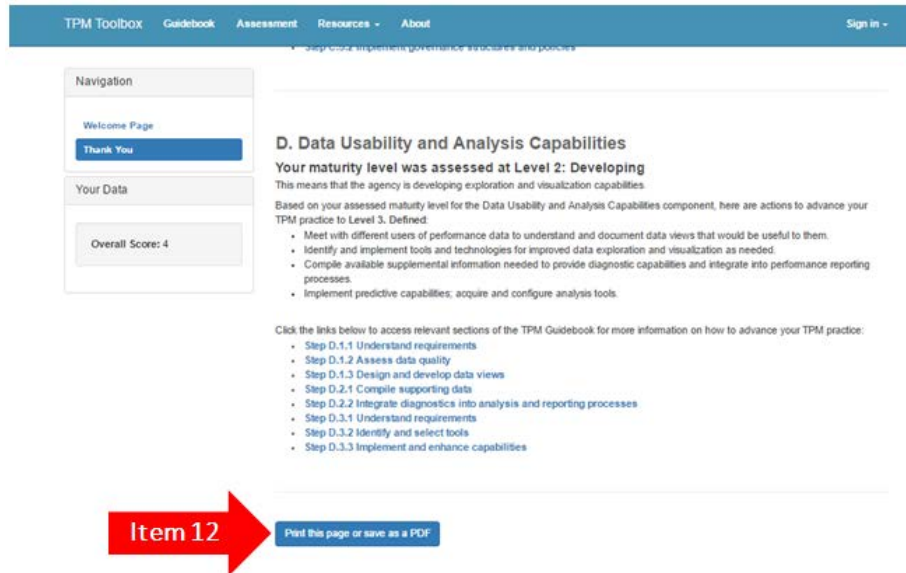 TPM Toolbox Guidebook Assessment Resources About Sign in
Step C.3.2 Implement governance structures and policies
Navigation
Welcome Page
Thank You
Your Data
Overall Score: 4
D. Data Usability and Analysis Capabilities
Your maturity level was assessed at Level 2: Developing
This means that the agency is developing exploration and visualization capabilities.
Based on your assessed maturity level for the Data Usability and Analysis Capabilities component, here are actions to advance your
TPM practice to Level 3. Defined:
• Meet with different users of performance data to understand and document data views that would be useful to them.
• Identify and implement tools and technologies for improved data exploration and visualization as needed.
• Compile available supplemental information needed to provide diagnostic capabilities and integrate into performance reporting
processes.
• Implement predictive capabilities; acquire and configure analysis tools.
Click the links below to access relevant sections of the TPM Guidebook for more information on how to advance your TPM practice:
• Step D.1.1 Understand requirements
• Step D.1.2 Assess data quality
• Step D.1.3 Design and develop data views
• Step D.2.1 Compile supporting data
• Step D.2.2 Integrate diagnostics into analysis and reporting processes
• Step D.3.1 Understand requirements
• Step D.3.2 Identify and select tools
• Step D.3.3 Implement and enhance capabilities
Item 12
Print this page or save as a PDF